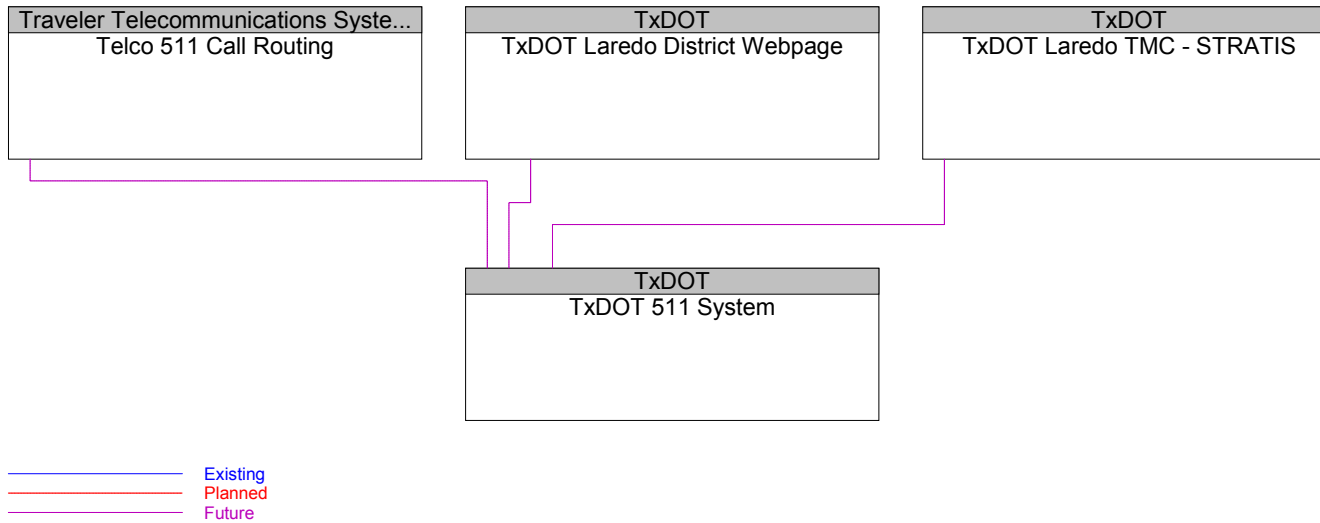 Traveler Telecommunications Syste...
Telco 511 Call Routing
TxDOT
TxDOT Laredo District Webpage
TxDOT
TxDOT Laredo TMC - STRATIS
TxDOT
TxDOT 511 System
Existing
Planned
Future